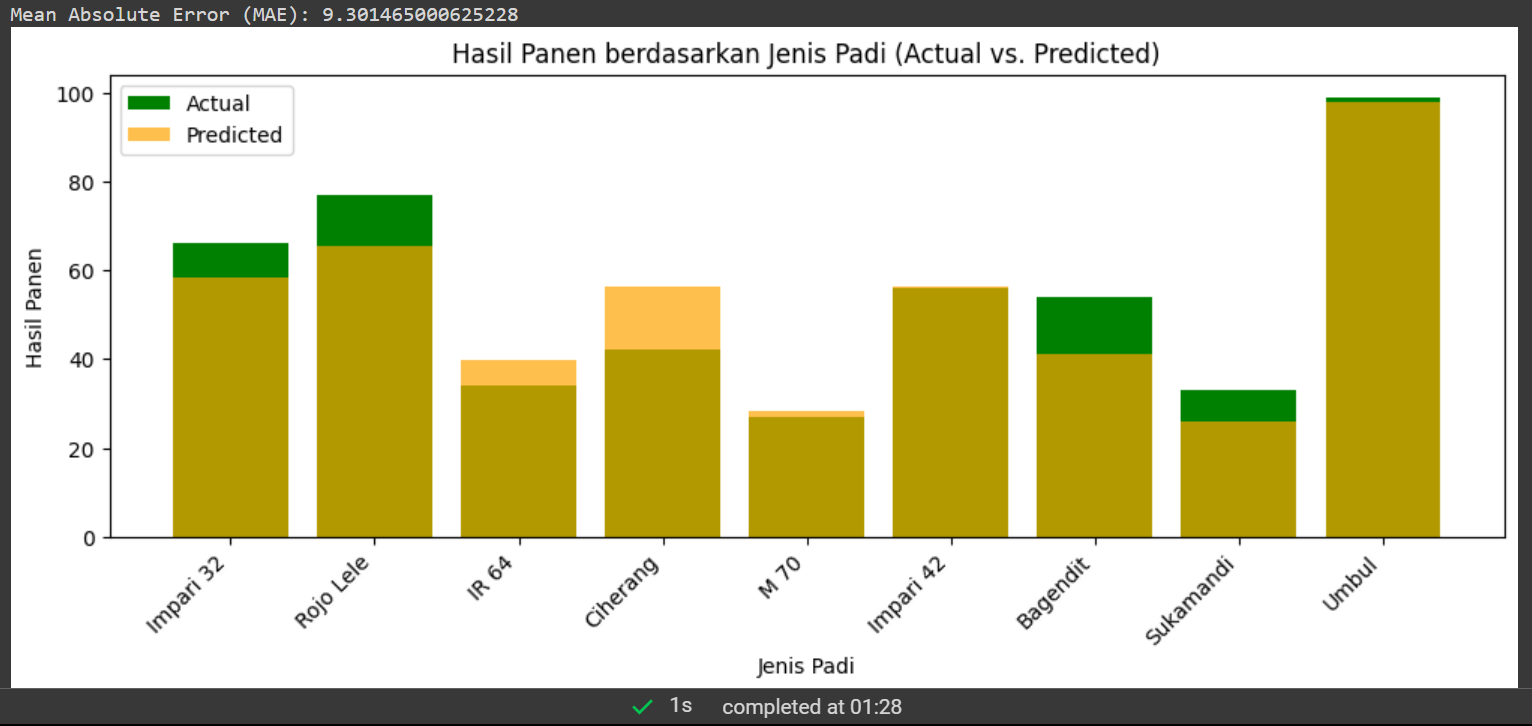 Mean Absolute Error (MAE): 9.301465000625228
Hasil Panen berdasarkan Jenis Padi (Actual vs. Predicted)
Actual
Predicted
100
80
60
40
20
0
Hasil Panen
Impari 32
Rojo Lele
IR 64
Ciherang
M 70
Impari 42
Bagendit
Sukamandi
Umbul
Jenis Padi
1s completed at 01:28